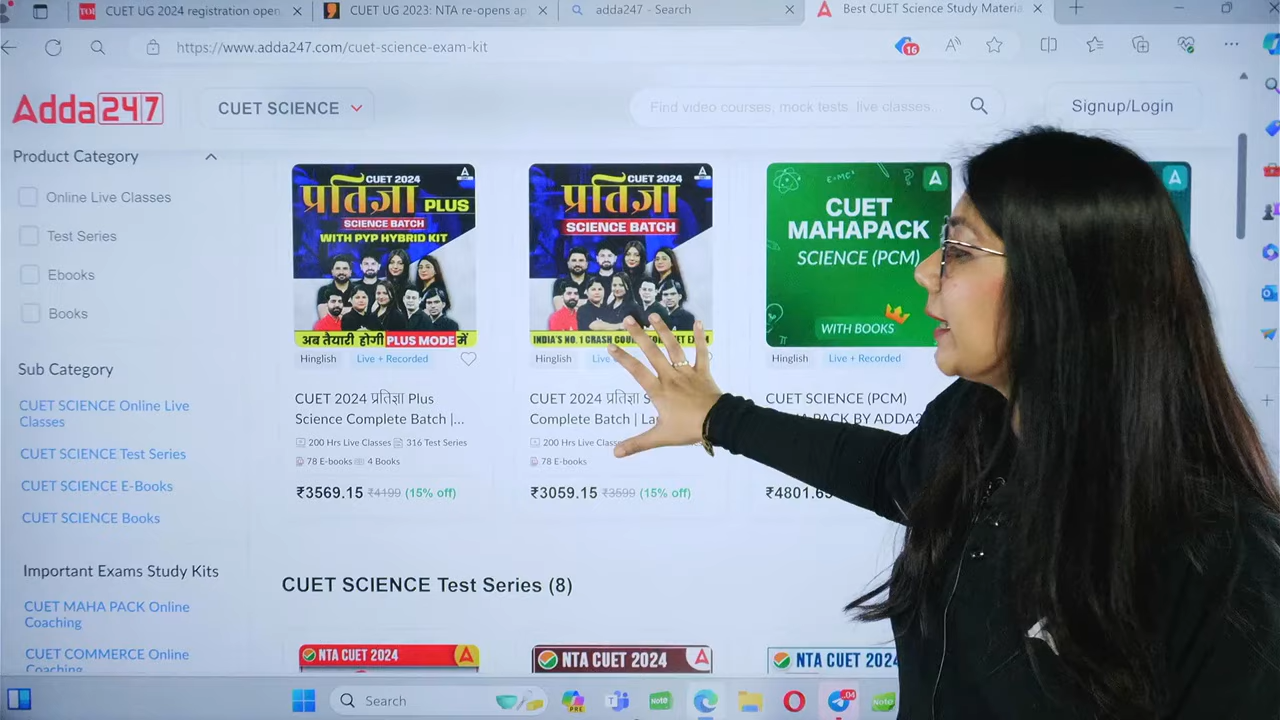 CUET UG 2024 registration open
CUET UG 2023: NTA re-opens ap
adda247 - Search
Best CUET Science Study Materia
https://www.adda247.com/cuet-science-exam-kit
16
Adda247
CUET SCIENCE
Find video courses, mock tests, live classes...
Signup/Login
Product Category
Online Live Classes
Test Series
Ebooks
Books
Sub Category
CUET SCIENCE Online Live
Classes
CUET SCIENCE Test Series
CUET SCIENCE E-Books
CUET SCIENCE Books
Important Exams Study Kits
CUET MAHA PACK Online
Coaching
CUET COMMERCE Online
Coaching
CUET 2024
प्रतिज्ञा PLUS
SCIENCE BATCH
WITH PYP HYBRID KIT
अब तैयारी होगी PLUS MODE में
Hinglish
Live + Recorded
CUET 2024 प्रतिज्ञा Plus
Science Complete Batch |...
200 Hrs Live Classes 316 Test Series
78 E-books 4 Books
₹3569.15 ₹4199 (15% off)
CUET 2024
प्रतिज्ञा
SCIENCE BATCH
INDIA'S NO. 1 CRASH
Hinglish
CUET 2024 प्रतिज्ञा
Complete Batch |
200 Hrs Live
78 E-books
₹3059.15 ₹3599 (15% off)
E=MC²
CUET
MAHAPACK
SCIENCE (PCM)
WITH BOOKS
Hinglish
Live + Recorded
CUET SCIENCE (PCM)
PACK BY
CUET SCIENCE Test Series (8)
NTA CUET 2024
NTA CUET 2024
NTA CUET 2024
Search
PRE
Note
.04
Note